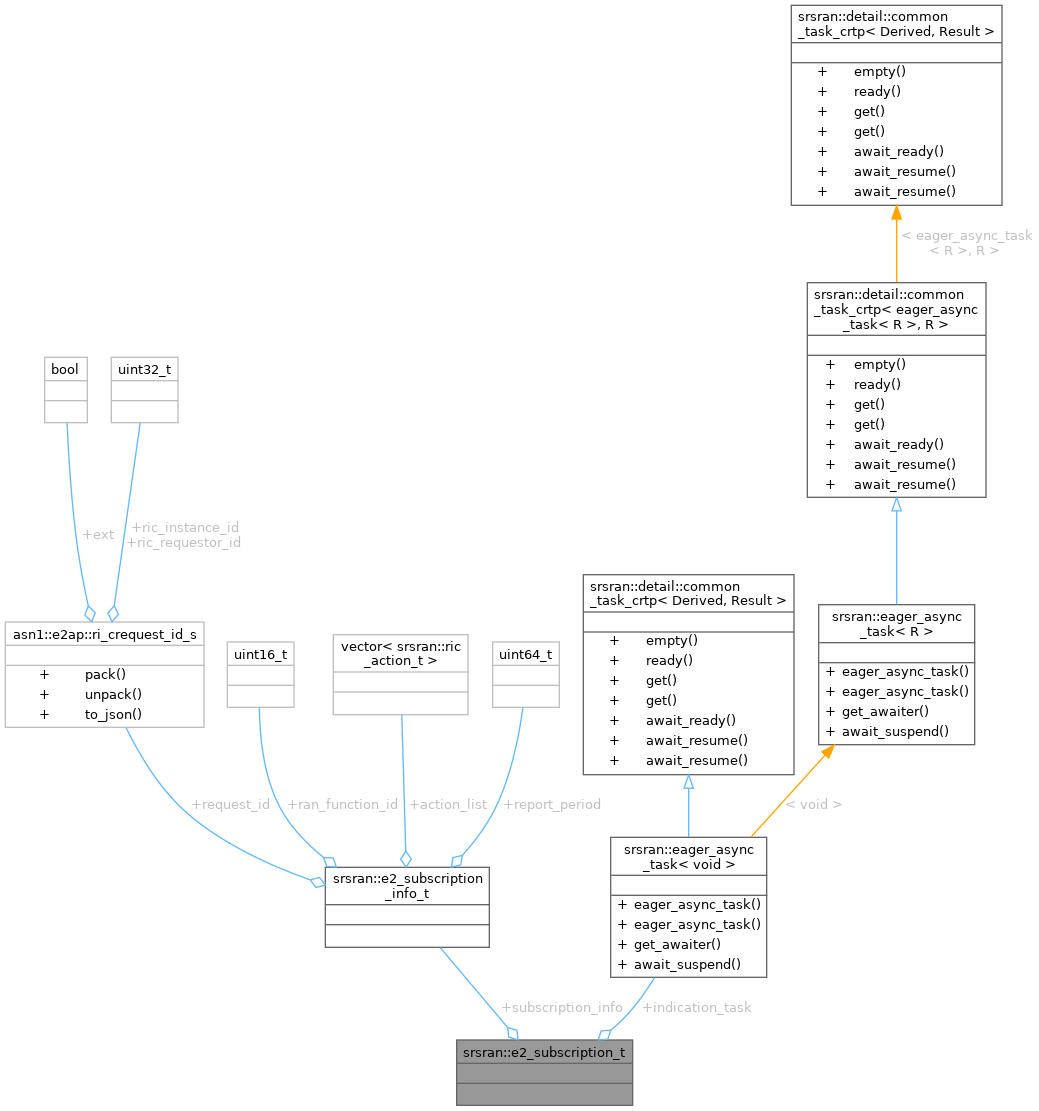 srsran::detail::common
_task_crtp< Derived, Result >
+ empty()
+ ready()
+ get()
+ get()
+ await_ready()
+ await_resume()
+ await_resume()
< eager_async_task
< R >, R >
srsran::detail::common
_task_crtp< eager_async
_task< R >, R >
+ empty()
+ ready()
+ get()
+ get()
+ await_ready()
+ await_resume()
+ await_resume()
bool
uint32_t
+ext
+ric_instance_id
+ric_requestor_id
srsran::detail::common
_task_crtp< Derived, Result >
+ empty()
+ ready()
+ get()
+ get()
+ await_ready()
+ await_resume()
+ await_resume()
srsran::eager_async
_task< R >
+ eager_async_task()
+ eager_async_task()
+ get_awaiter()
+ await_suspend()
asn1::e2ap::ri_crequest_id_s
+ pack()
+ unpack()
+ to_json()
uint16_t
vector< srsran::ric
_action_t >
uint64_t
+request_id
+ran_function_id
+action_list
+report_period
< void >
srsran::e2_subscription
_info_t
srsran::eager_async
_task< void >
+ eager_async_task()
+ eager_async_task()
+ get_awaiter()
+ await_suspend()
+subscription_info
+indication_task
srsran::e2_subscription_t